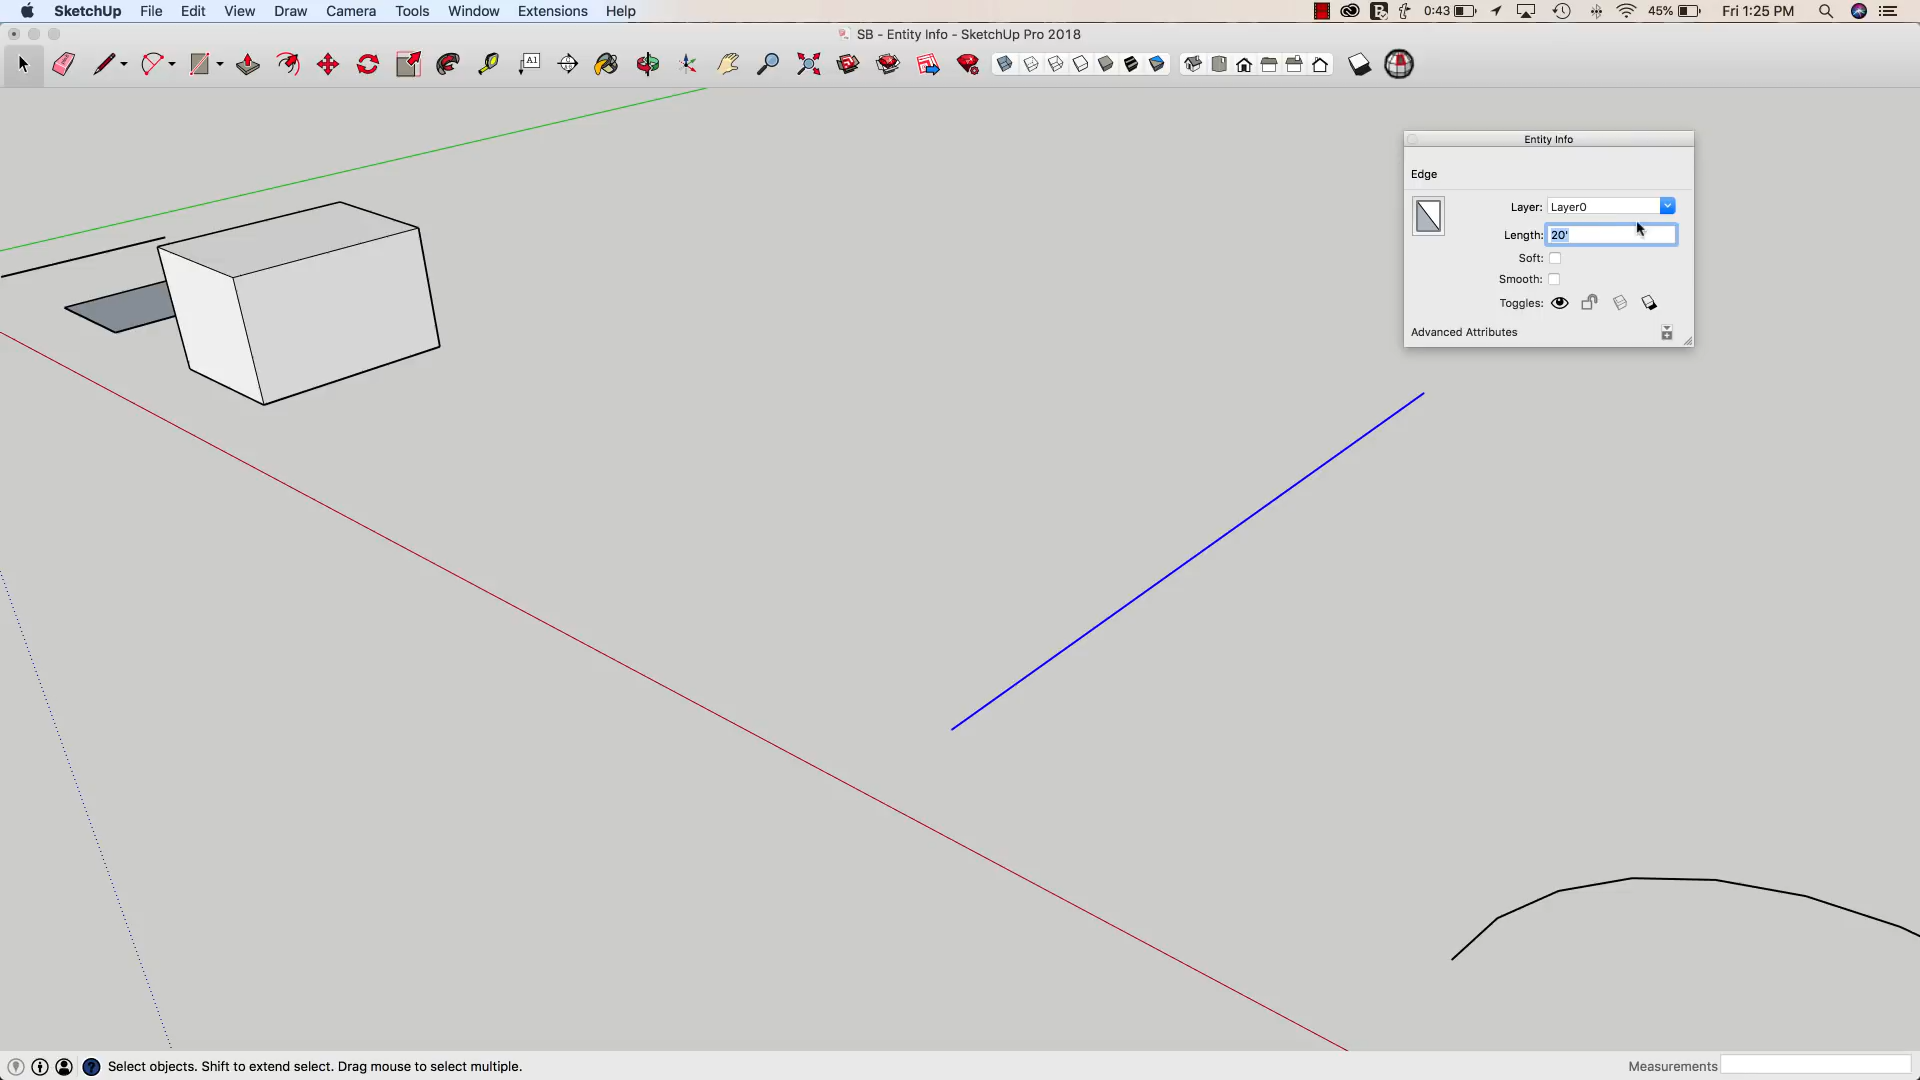 SketchUp File Edit View Draw Camera Tools Window Extensions Help 0:43 45% Fri 1:25 PM
SB - Entity Info - SketchUp Pro 2018
A1
Entity Info
Edge
Layer: Layer0
Length: 20'
Soft:
Smooth:
Toggles:
Advanced Attributes
Select objects. Shift to extend select. Drag mouse to select multiple. Measurements